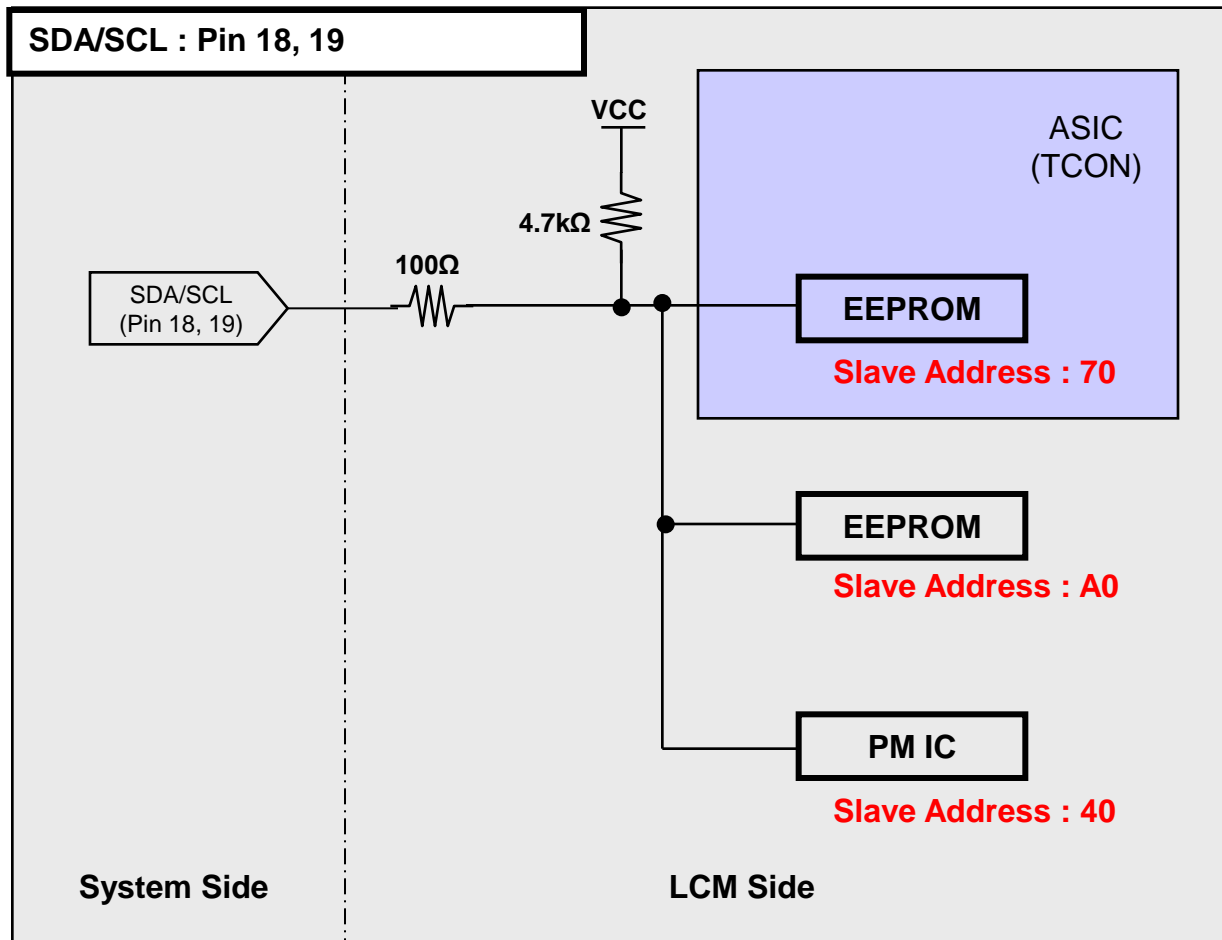 SDA/SCL : Pin 18, 19
VCC
ASIC
(TCON)
4.7kΩ
100Ω
SDA/SCL
(Pin 18, 19)
EEPROM
Slave Address : 70
EEPROM
Slave Address : A0
PM IC
Slave Address : 40
System Side
LCM Side